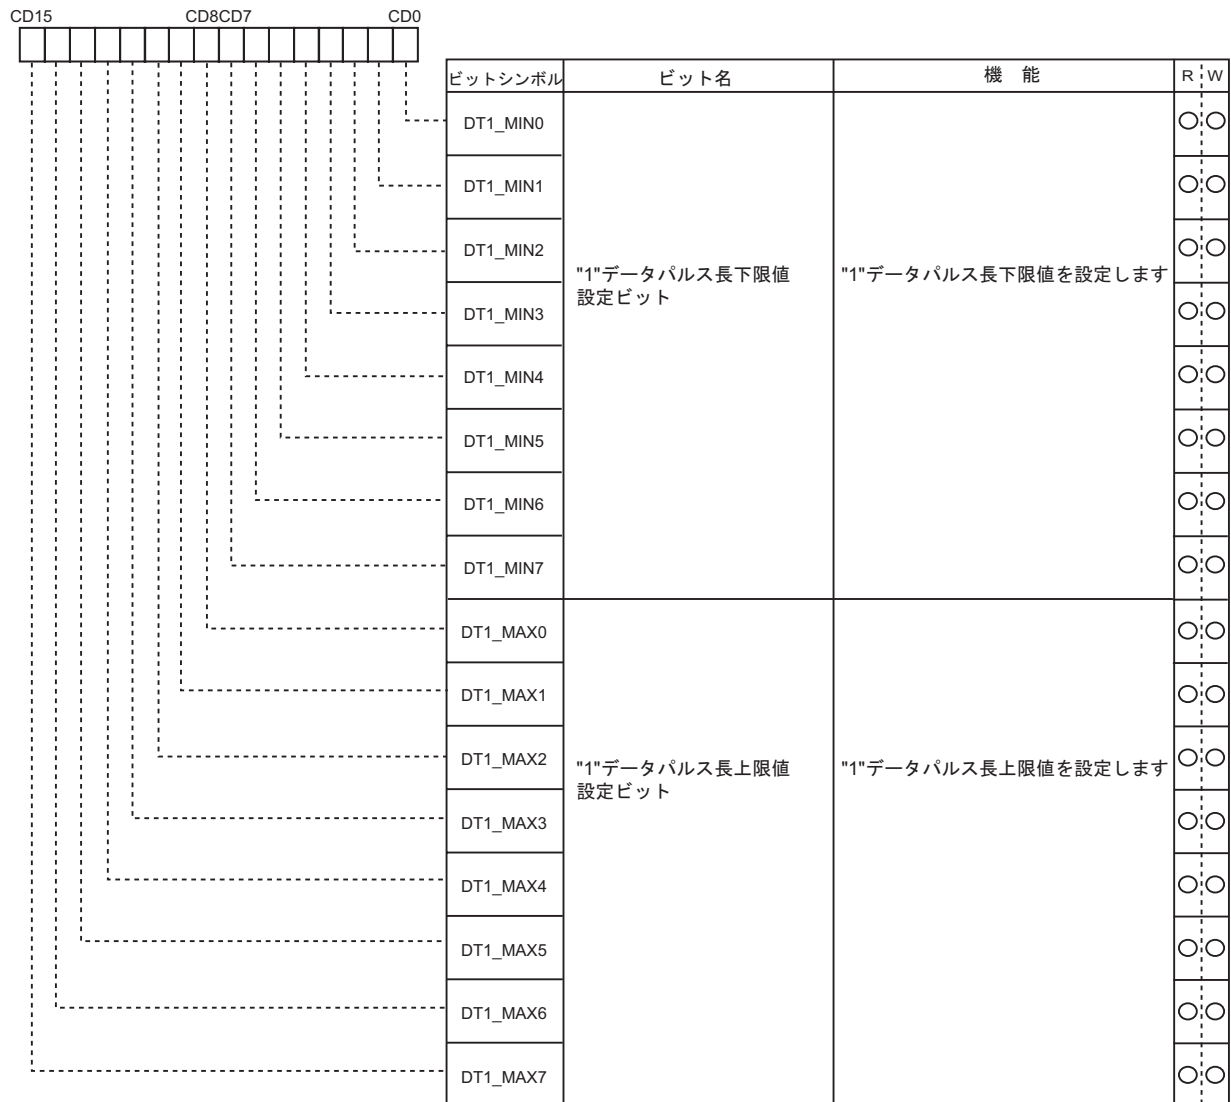 CD15 CD8CD7 CD0
ビットシンボル ビット名 機 能 R W
DT1_MIN0 ○ ○
DT1_MIN1 ○ ○
DT1_MIN2 ○ ○
"1"データパルス長下限値 "1"データパルス長下限値を設定します
設定ビット
DT1_MIN3 ○ ○
DT1_MIN4 ○ ○
DT1_MIN5 ○ ○
DT1_MIN6 ○ ○
DT1_MIN7 ○ ○
DT1_MAX0 ○ ○
DT1_MAX1 ○ ○
DT1_MAX2 ○ ○
"1"データパルス長上限値 "1"データパルス長上限値を設定します
設定ビット
DT1_MAX3 ○ ○
DT1_MAX4 ○ ○
DT1_MAX5 ○ ○
DT1_MAX6 ○ ○
DT1_MAX7 ○ ○